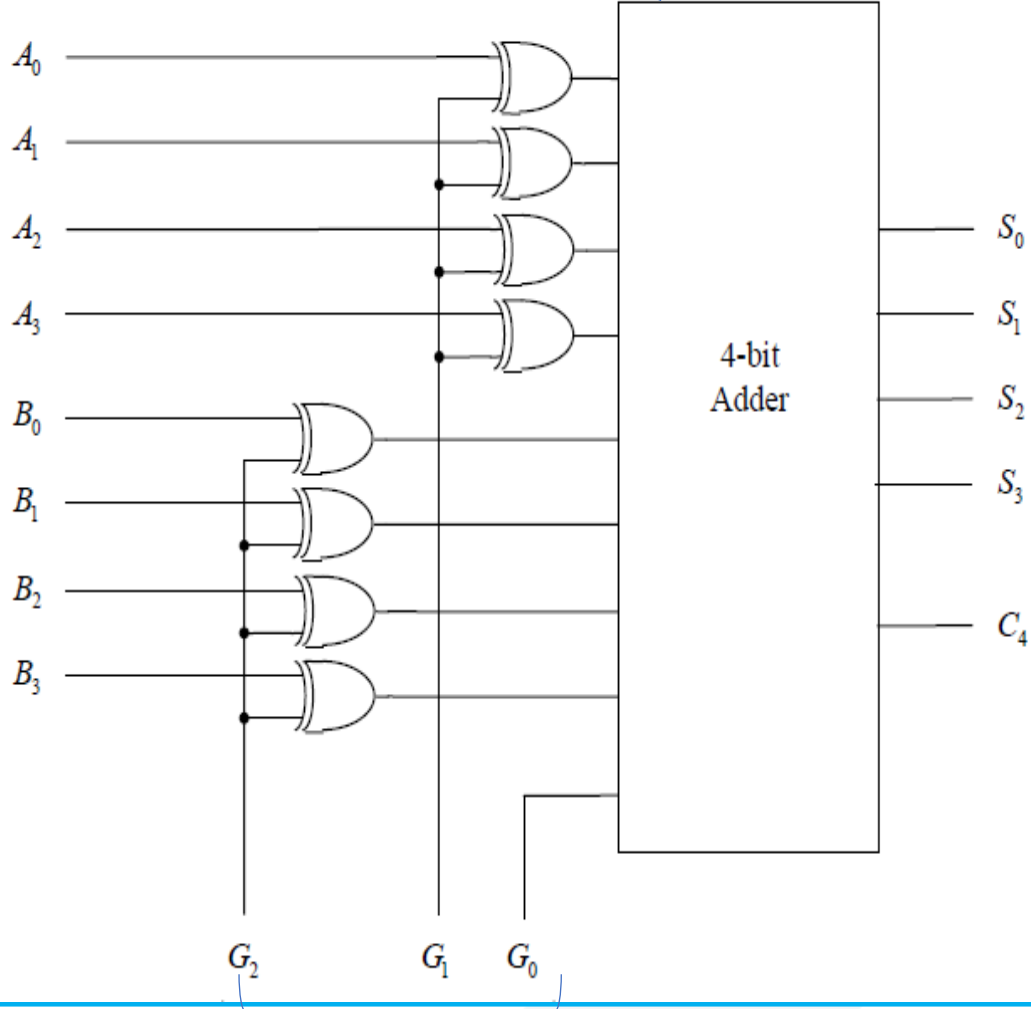 A₀
A₁
A₂ S₀
A₃ S₁
4-bit
Adder
B₀ S₂
B₁ S₃
B₂
B₃ C₄
G₂ G₁ G₀